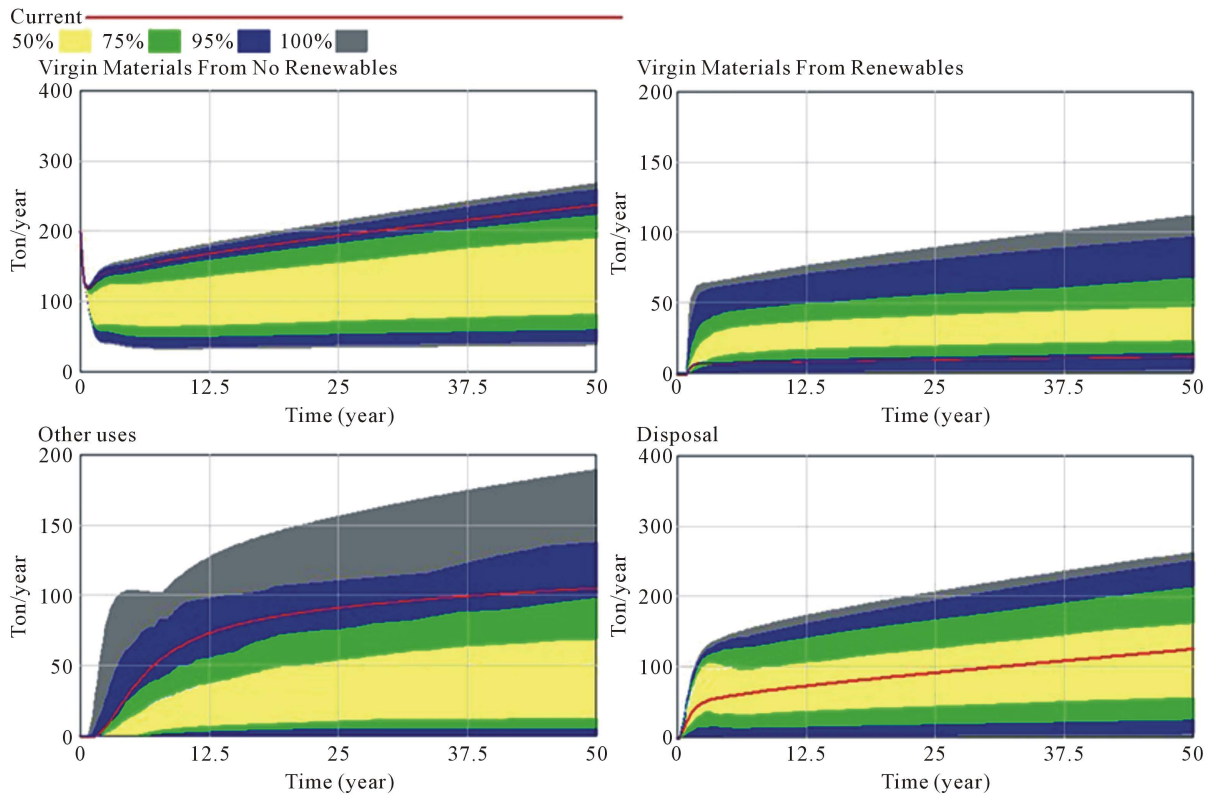 Current
50% 75% 95% 100%
Virgin Materials From No Renewables
400
300
200
100
0
Ton/year
0 12.5 25 37.5 50
Time (year)
Virgin Materials From Renewables
200
150
100
50
0
Ton/year
0 12.5 25 37.5 50
Time (year)
Other uses
200
150
100
50
0
Ton/year
0 12.5 25 37.5 50
Time (year)
Disposal
400
300
200
100
0
Ton/year
0 12.5 25 37.5 50
Time (year)